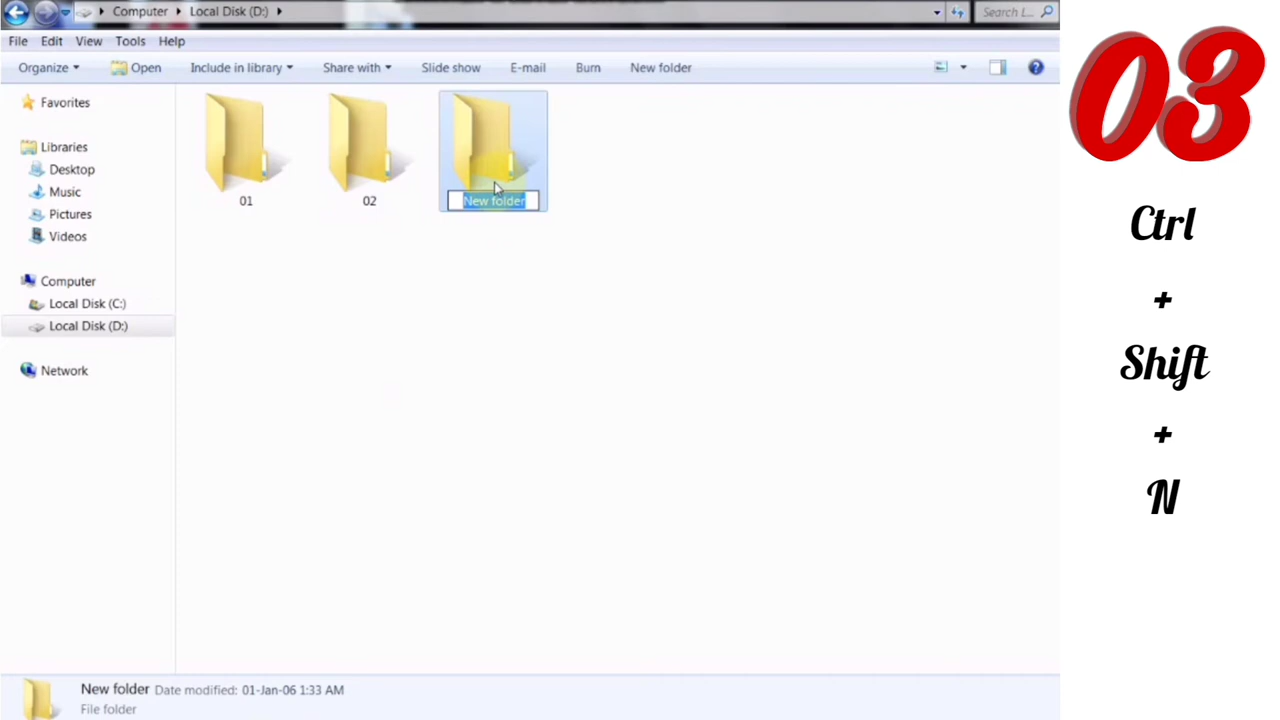 Computer Local Disk (D:)
Search L...
File Edit View Tools Help
Organize Open Include in library Share with Slide show E-mail Burn New folder
Favorites
Libraries
Desktop
Music
Pictures
Videos
Computer
Local Disk (C:)
Local Disk (D:)
Network
01 02 New folder
New folder Date modified: 01-Jan-06 1:33 AM
File folder
03
Ctrl
+
Shift
+
N